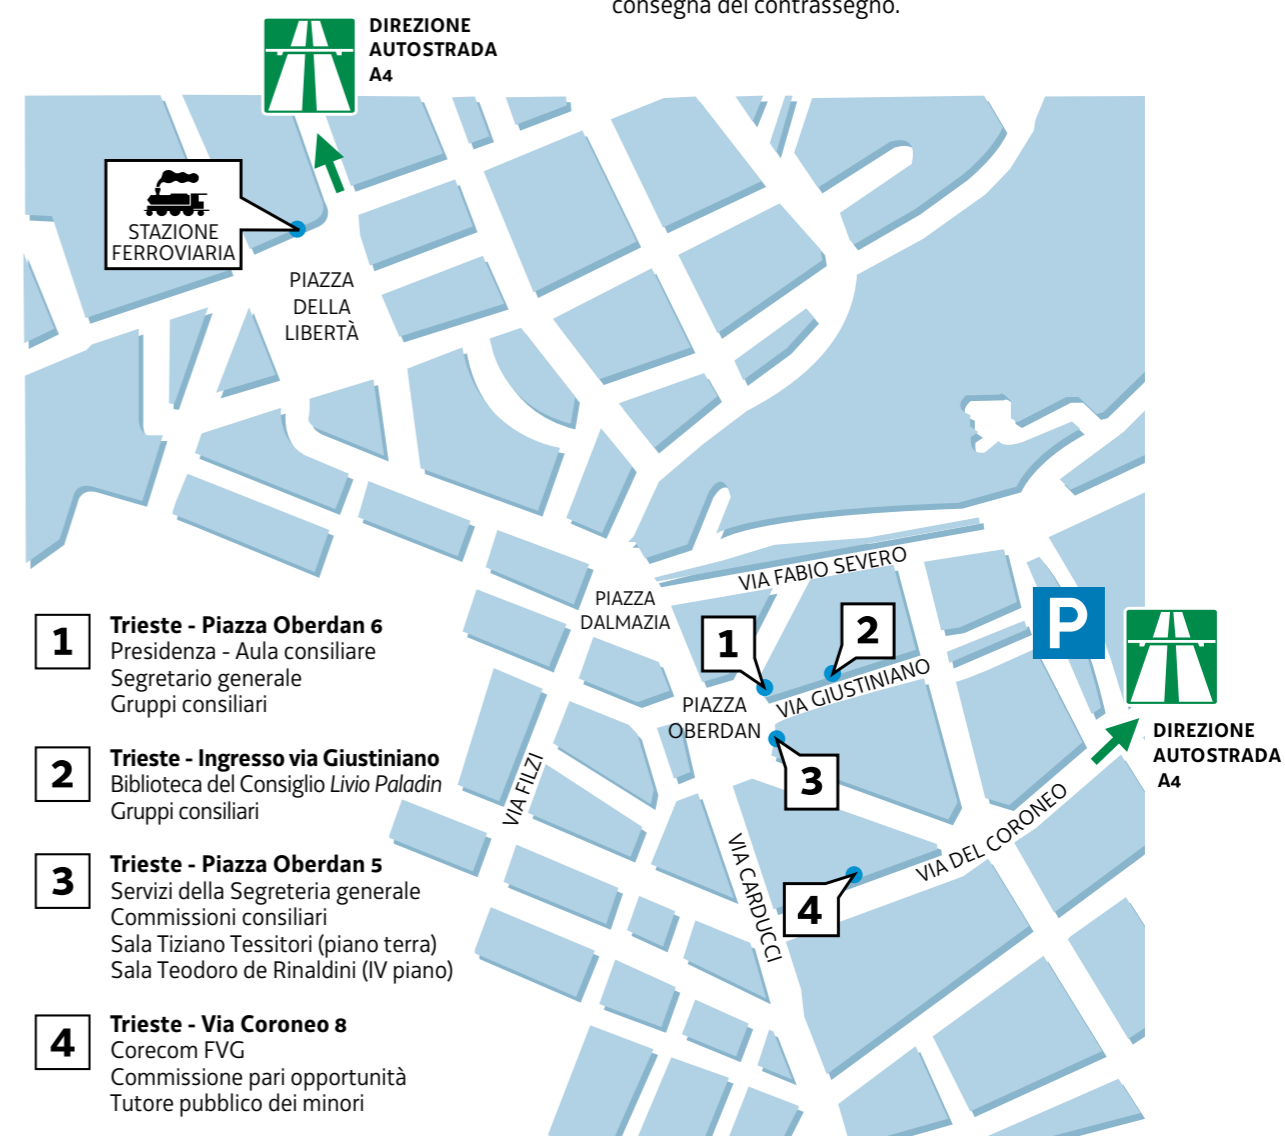 consegna del contrassegno.
DIREZIONE
AUTOSTRADA
A4
STAZIONE
FERROVIARIA
PIAZZA
DELLA
LIBERTÀ
VIA FABIO SEVERO
PIAZZA
DALMAZIA
P
1
2
VIA GIUSTINIANO
PIAZZA
OBERDAN
3
DIREZIONE
AUTOSTRADA
A4
VIA FILZI
VIA CARDUCCI
VIA DEL CORONEO
4
1
Trieste - Piazza Oberdan 6
Presidenza - Aula consiliare
Segretario generale
Gruppi consiliari
2
Trieste - Ingresso via Giustiniano
Biblioteca del Consiglio Livio Paladin
Gruppi consiliari
3
Trieste - Piazza Oberdan 5
Servizi della Segreteria generale
Commissioni consiliari
Sala Tiziano Tessitori (piano terra)
Sala Teodoro de Rinaldini (IV piano)
4
Trieste - Via Coroneo 8
Corecom FVG
Commissione pari opportunità
Tutore pubblico dei minori